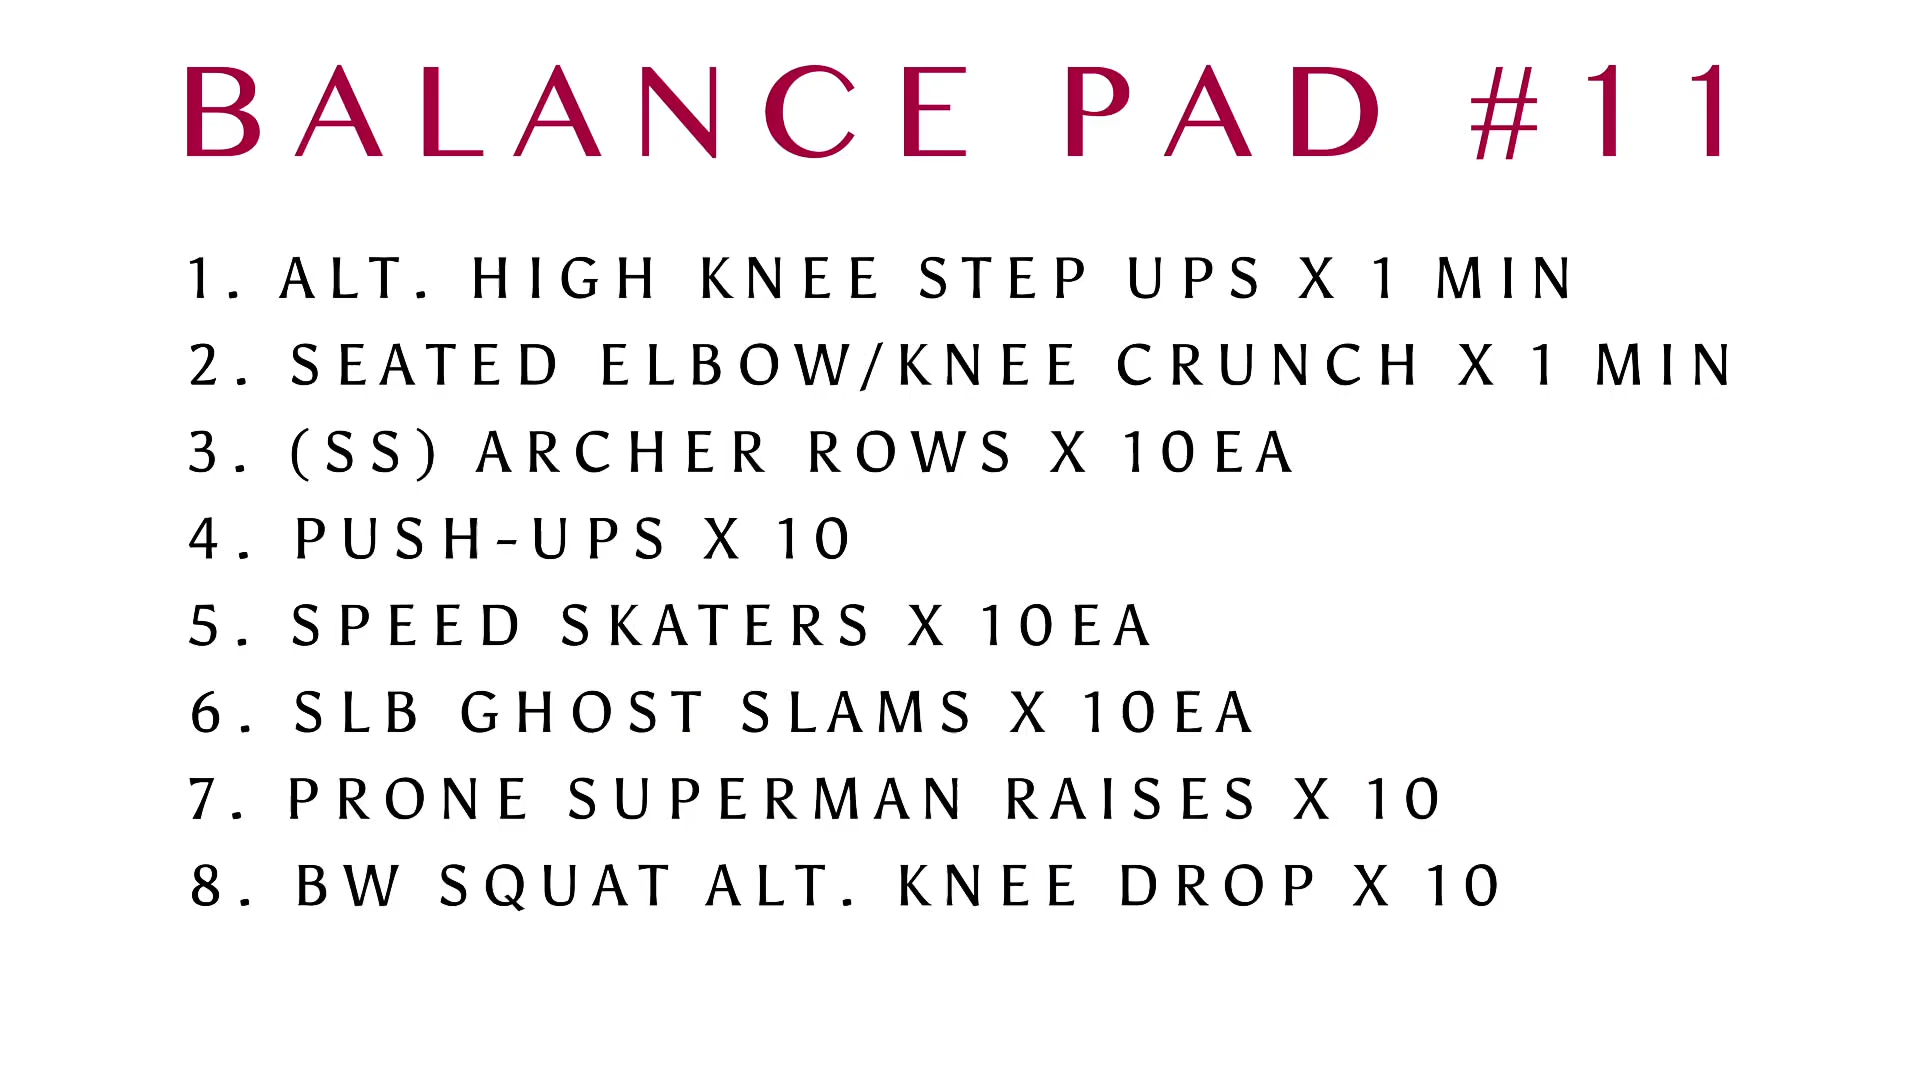 BALANCE PAD #11
1. ALT. HIGH KNEE STEP UPS X 1 MIN
2. SEATED ELBOW/KNEE CRUNCH X 1 MIN
3. (SS) ARCHER ROWS X 10EA
4. PUSH-UPS X 10
5. SPEED SKATERS X 10EA
6. SLB GHOST SLAMS X 10EA
7. PRONE SUPERMAN RAISES X 10
8. BW SQUAT ALT. KNEE DROP X 10